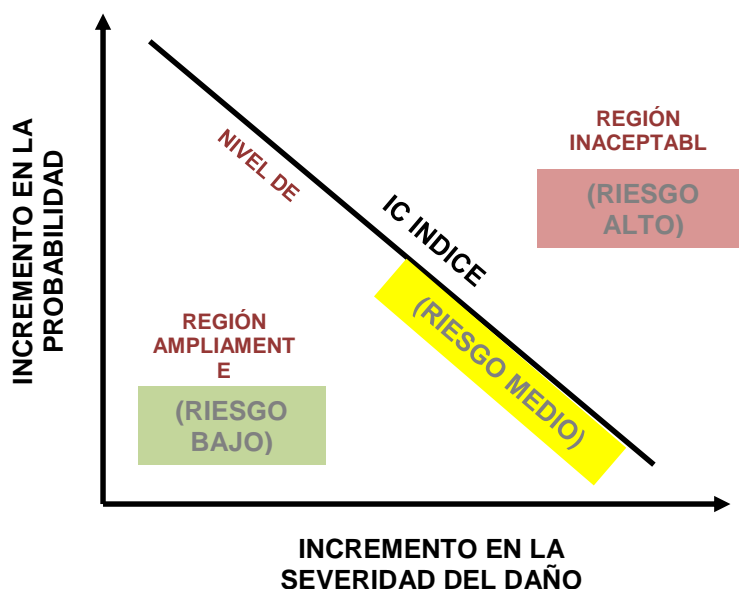 INCREMENTO EN LA
PROBABILIDAD
NIVEL DE
IC INDICE
REGIÓN
INACEPTABL
(RIESGO
ALTO)
(RIESGO MEDIO)
REGIÓN
AMPLIAMENT
E
(RIESGO
BAJO)
INCREMENTO EN LA
SEVERIDAD DEL DAÑO